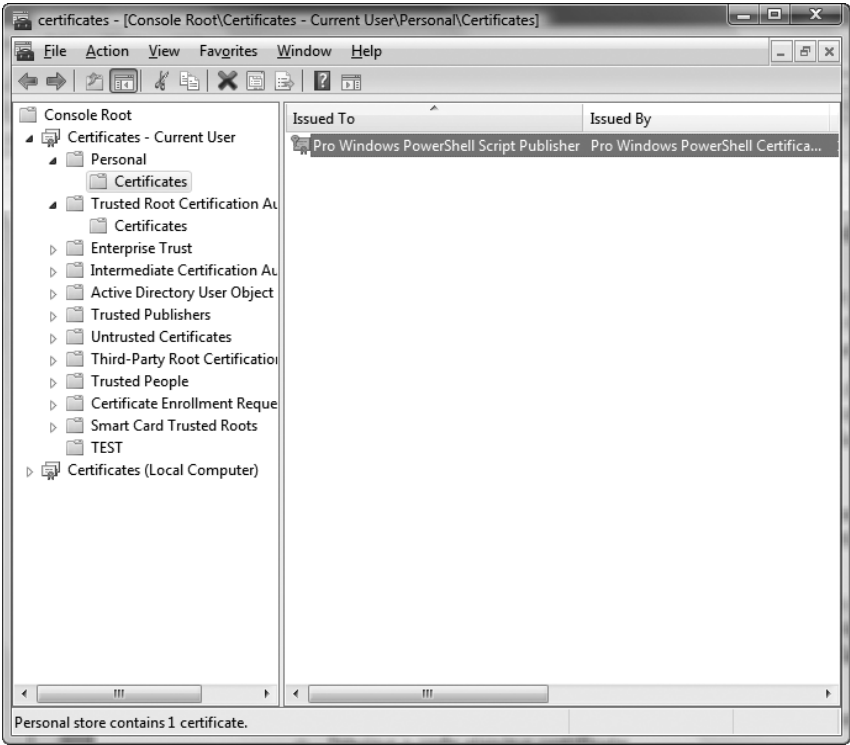 certificates - [Console Root\Certificates - Current User\Personal\Certificates]
File Action View Favorites Window Help
Console Root
Certificates - Current User
Personal
Certificates
Trusted Root Certification Au
Certificates
Enterprise Trust
Intermediate Certification Au
Active Directory User Object
Trusted Publishers
Untrusted Certificates
Third-Party Root Certification
Trusted People
Certificate Enrollment Reque
Smart Card Trusted Roots
TEST
Certificates (Local Computer)
Issued To Issued By
Pro Windows PowerShell Script Publisher Pro Windows PowerShell Certifica...
Personal store contains 1 certificate.